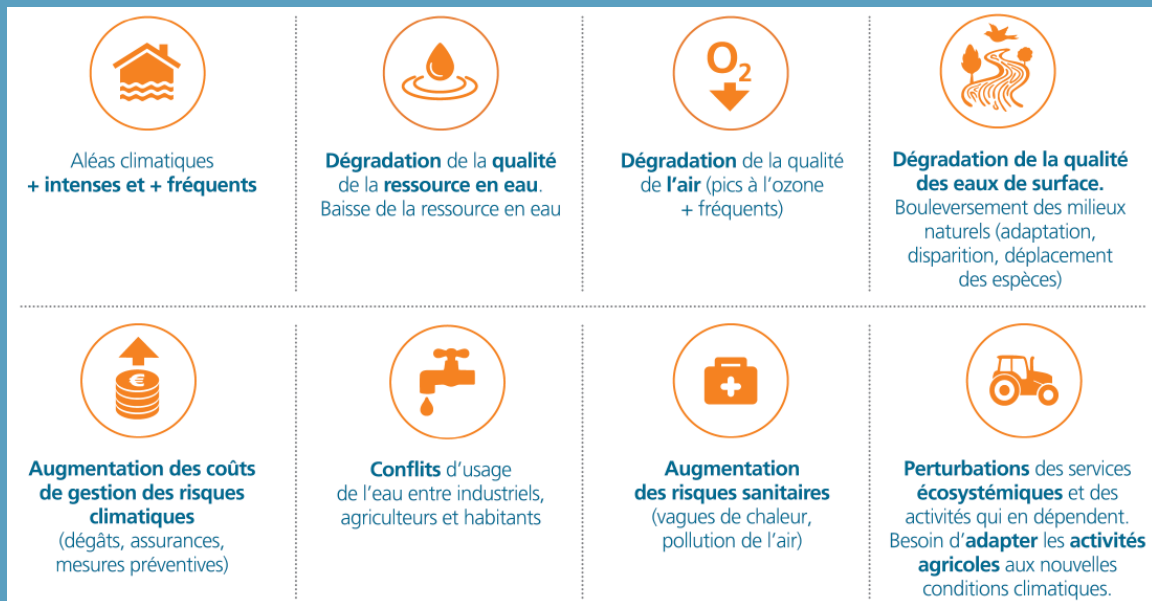 Aléas climatiques
+ intenses et + fréquents
Dégradation de la qualité
de la ressource en eau.
Baisse de la ressource en eau
O₂
Dégradation de la qualité
de l’air (pics à l’ozone
+ fréquents)
Dégradation de la qualité
des eaux de surface.
Bouleversement des milieux
naturels (adaptation,
disparition, déplacement
des espèces)
€
Augmentation des coûts
de gestion des risques
climatiques
(dégâts, assurances,
mesures préventives)
Conflits d’usage
de l’eau entre industriels,
agriculteurs et habitants
Augmentation
des risques sanitaires
(vagues de chaleur,
pollution de l’air)
Perturbations des services
écosystémiques et des
activités qui en dépendent.
Besoin d’adapter les activités
agricoles aux nouvelles
conditions climatiques.